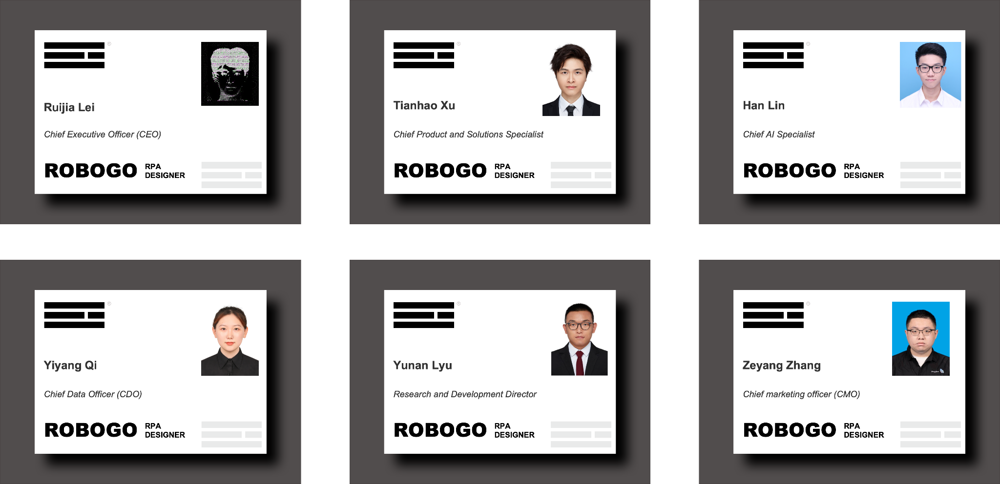 Ruijia Lei
Chief Executive Officer (CEO)
ROBOGO
RPA
DESIGNER
Tianhao Xu
Chief Product and Solutions Specialist
ROBOGO
RPA
DESIGNER
Han Lin
Chief AI Specialist
ROBOGO
RPA
DESIGNER
Yiyang Qi
Chief Data Officer (CDO)
ROBOGO
RPA
DESIGNER
Yunan Lyu
Research and Development Director
ROBOGO
RPA
DESIGNER
Zeyang Zhang
Chief marketing officer (CMO)
ROBOGO
RPA
DESIGNER